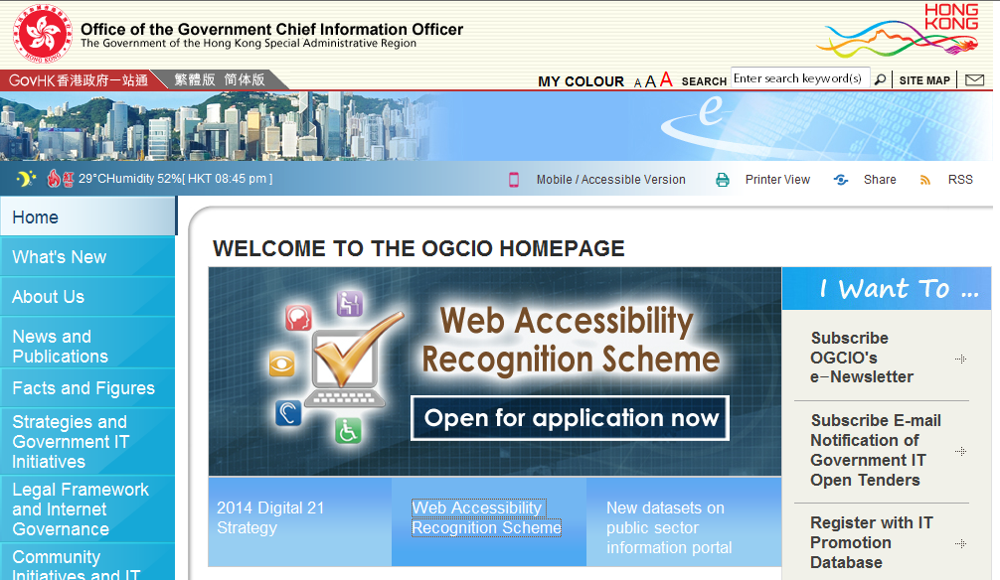 Office of the Government Chief Information Officer
The Government of the Hong Kong Special Administrative Region
HONG
KONG
GovHK香港政府一站通 繁體版 简体版
MY COLOUR A A A SEARCH Enter search keyword(s) SITE MAP
e
29°CHumidity 52%[ HKT 08:45 pm ]
Mobile / Accessible Version Printer View Share RSS
Home
What's New
About Us
News and
Publications
Facts and Figures
Strategies and
Government IT
Initiatives
Legal Framework
and Internet
Governance
Community
Initiatives and IT
WELCOME TO THE OGCIO HOMEPAGE
Web Accessibility
Recognition Scheme
Open for application now
2014 Digital 21
Strategy
Web Accessibility
Recognition Scheme
New datasets on
public sector
information portal
I Want To ...
Subscribe
OGCIO's
e-Newsletter
Subscribe E-mail
Notification of
Government IT
Open Tenders
Register with IT
Promotion
Database